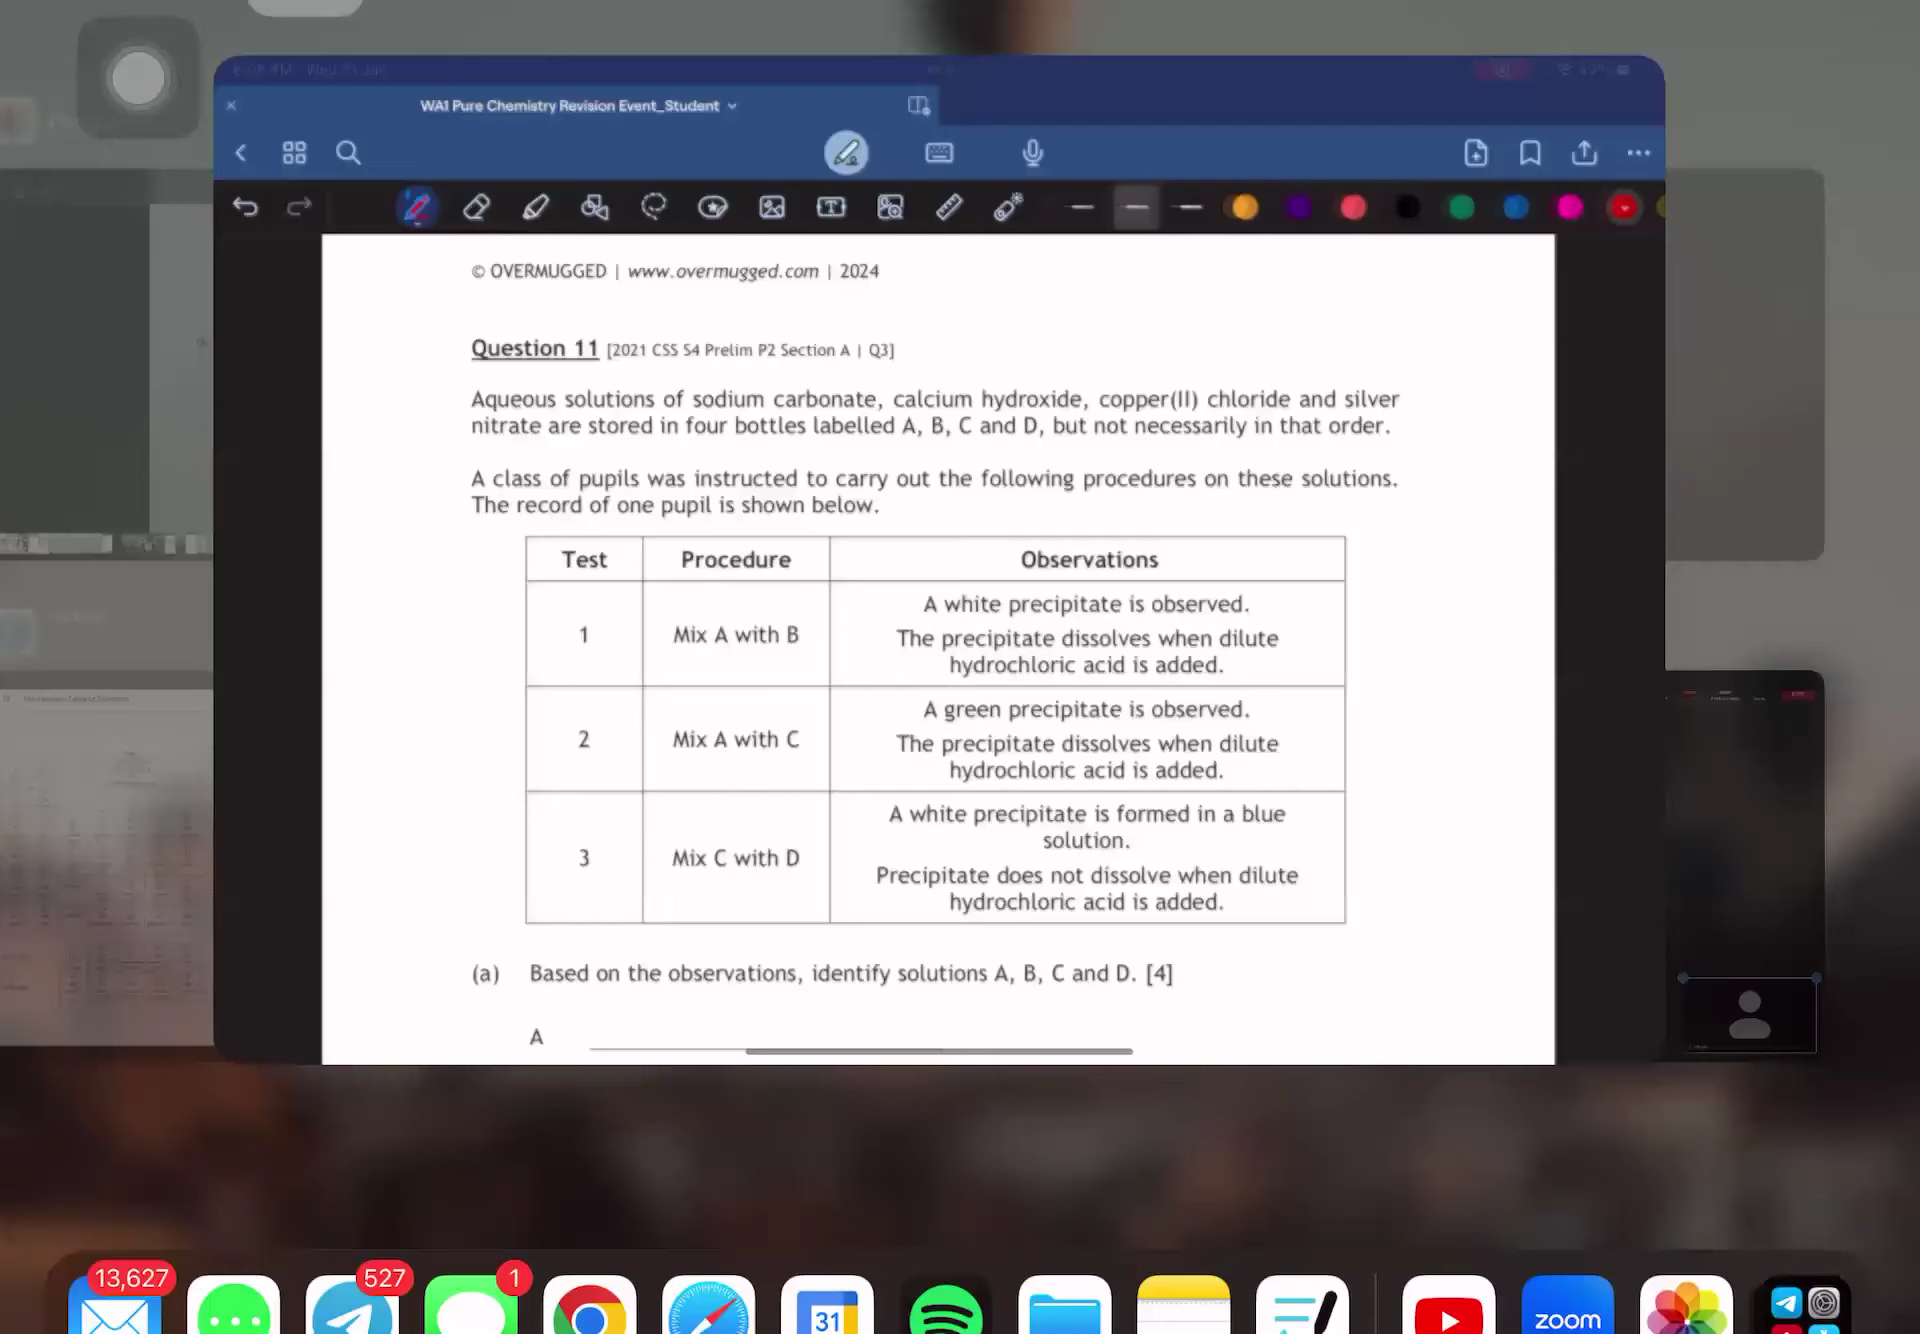 WA1 Pure Chemistry Revision Event_Student
© OVERMUGGED | www.overmugged.com | 2024
Question 11 [2021 CSS S4 Prelim P2 Section A | Q3]
Aqueous solutions of sodium carbonate, calcium hydroxide, copper(II) chloride and silver
nitrate are stored in four bottles labelled A, B, C and D, but not necessarily in that order.
A class of pupils was instructed to carry out the following procedures on these solutions.
The record of one pupil is shown below.
Test Procedure Observations
1 Mix A with B A white precipitate is observed.
The precipitate dissolves when dilute
hydrochloric acid is added.
2 Mix A with C A green precipitate is observed.
The precipitate dissolves when dilute
hydrochloric acid is added.
3 Mix C with D A white precipitate is formed in a blue
solution.
Precipitate does not dissolve when dilute
hydrochloric acid is added.
(a) Based on the observations, identify solutions A, B, C and D. [4]
A
13,627
527
1
31
zoom